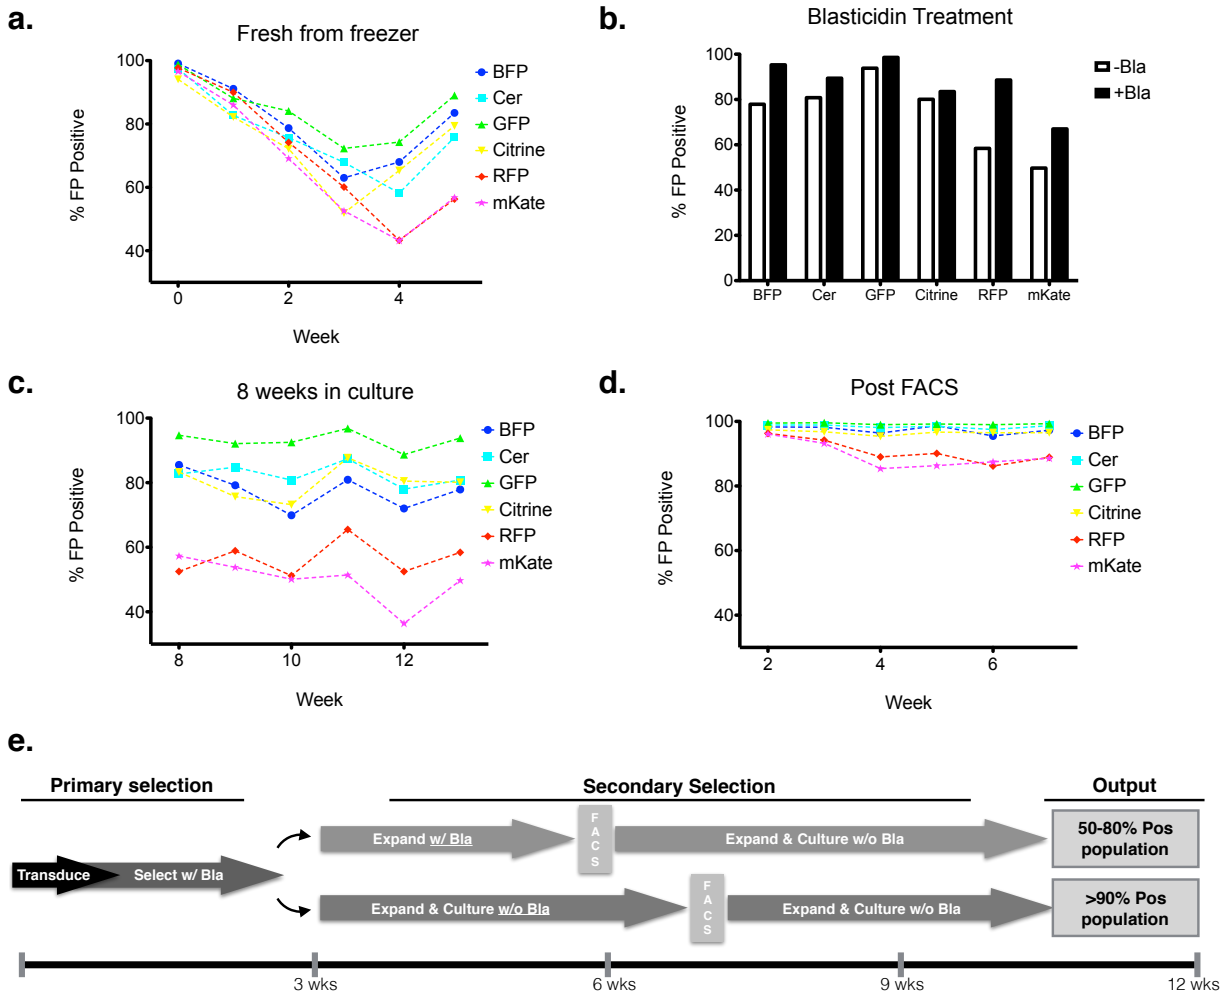 a.
Fresh from freezer
% FP Positive
100
80
60
40
0
2
4
Week
BFP
Cer
GFP
Citrine
RFP
mKate
b.
Blasticidin Treatment
% FP Positive
100
80
60
40
20
0
BFP
Cer
GFP
Citrine
RFP
mKate
-Bla
+Bla
c.
8 weeks in culture
% FP Positive
100
80
60
40
8
10
12
Week
BFP
Cer
GFP
Citrine
RFP
mKate
d.
Post FACS
% FP Positive
100
80
60
40
2
4
6
Week
BFP
Cer
GFP
Citrine
RFP
mKate
e.
Primary selection
Secondary Selection
Output
Transduce
Select w/ Bla
Expand w/ Bla
FACS
Expand & Culture w/o Bla
50-80% Pos
population
Expand & Culture w/o Bla
FACS
Expand & Culture w/o Bla
>90% Pos
population
3 wks
6 wks
9 wks
12 wks